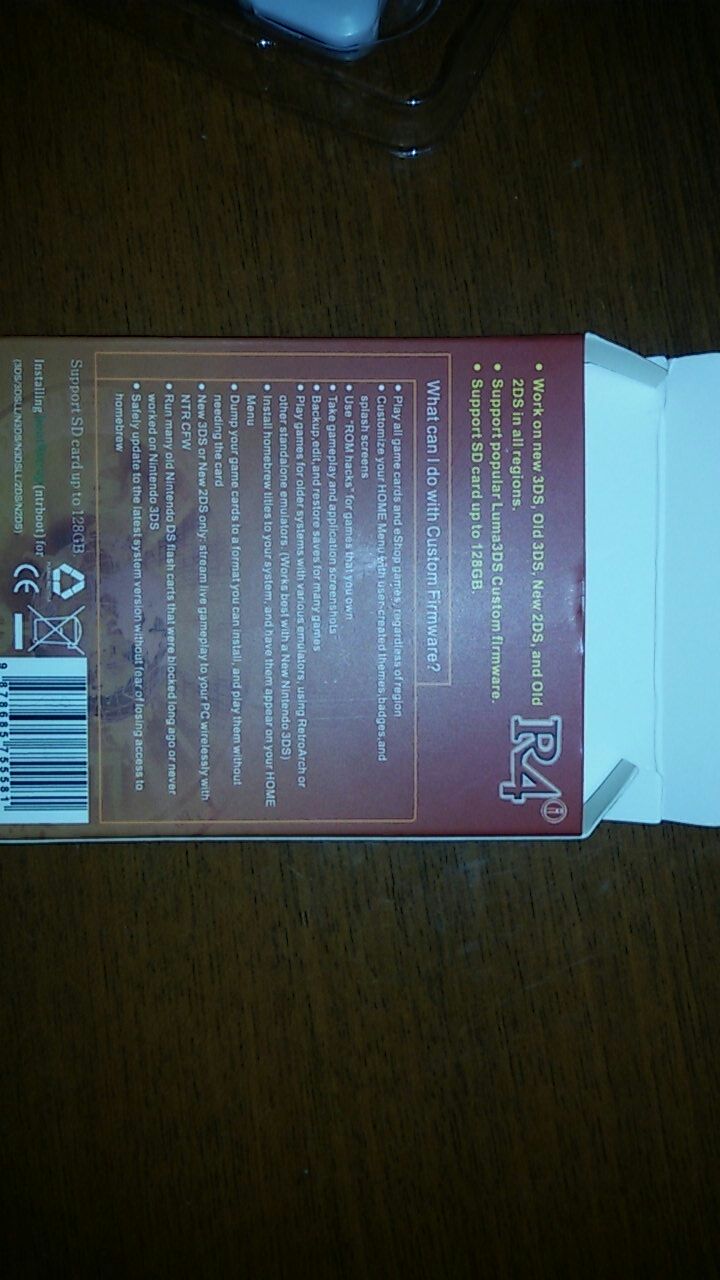 • Work on new 3DS, Old 3DS, New 2DS, and Old
2DS in all regions.
• Support popular Luma3DS Custom firmware.
• Support SD card up to 128GB.
R4i
What can I do with Custom Firmware?
• Play all game cards and eShop games, regardless of region
• Customize your HOME Menu with user-created themes,badges,and
splash screens
• Use "ROM hacks" for games that you own
• Take gameplay and application screenshots
• Backup,edit,and restore saves for many games
• Play games for older systems with various emulators, using RetroArch or
other standalone emulators (Works best with a New Nintendo 3DS)
• Install homebrew titles to your system, and have them appear on your HOME
Menu
• Dump your game cards to a format you can install, and play them without
needing the card
• New 3DS or New 2DS only: stream live gameplay to your PC wirelessly with
NTR CFW
• Run many old Nintendo DS flash carts that were blocked long ago or never
worked on Nintendo 3DS
• Safely update to the latest system version without fear of losing access to
homebrew
Support SD card up to 128GB
Installing (ntrboot) for
(3DS/3DSLL/N3DS/N3DSLL/2DS/N2DS)
CE
9 878685 755581